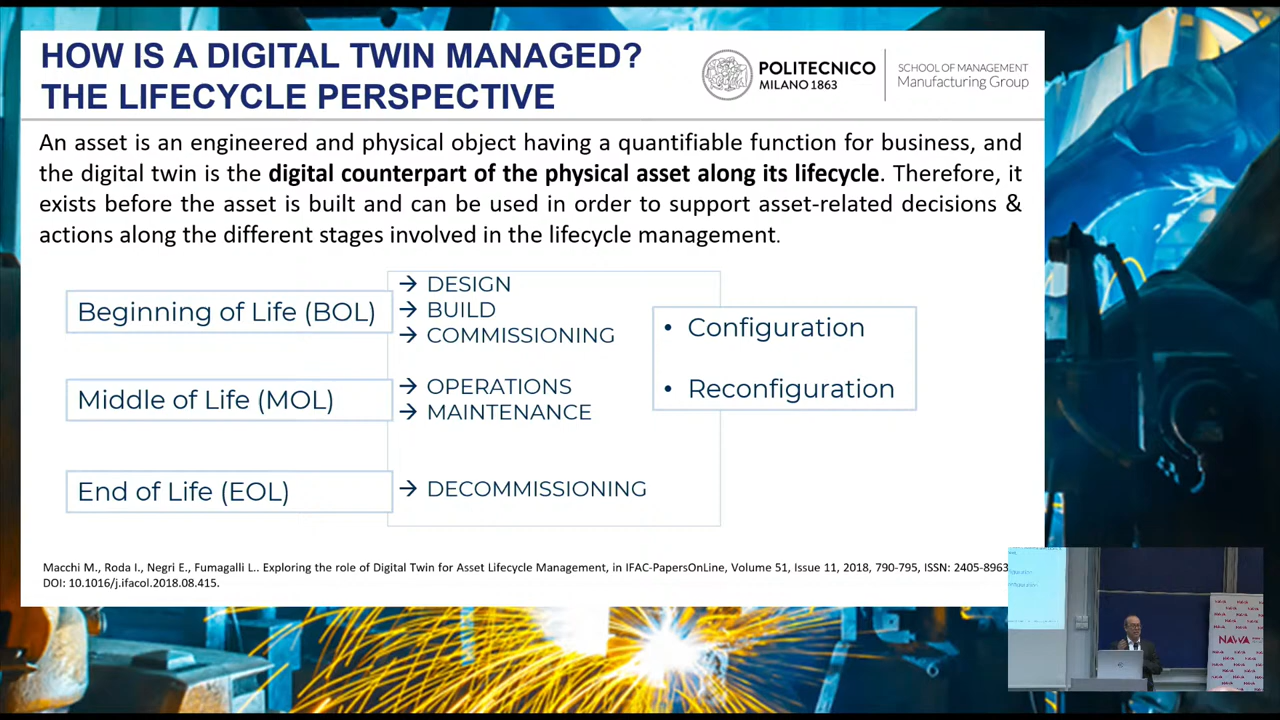 HOW IS A DIGITAL TWIN MANAGED?
THE LIFECYCLE PERSPECTIVE
POLITECNICO
MILANO 1863
SCHOOL OF MANAGEMENT
Manufacturing Group
An asset is an engineered and physical object having a quantifiable function for business, and
the digital twin is the digital counterpart of the physical asset along its lifecycle. Therefore, it
exists before the asset is built and can be used in order to support asset-related decisions &
actions along the different stages involved in the lifecycle management.
Beginning of Life (BOL)
→ DESIGN
→ BUILD
→ COMMISSIONING
Middle of Life (MOL)
→ OPERATIONS
→ MAINTENANCE
• Configuration
• Reconfiguration
End of Life (EOL)
→ DECOMMISSIONING
Macchi M., Roda I., Negri E., Fumagalli L.. Exploring the role of Digital Twin for Asset Lifecycle Management, in IFAC-PapersOnLine, Volume 51, Issue 11, 2018, 790-795, ISSN: 2405-8963
DOI: 10.1016/j.ifacol.2018.08.415.
NAWA